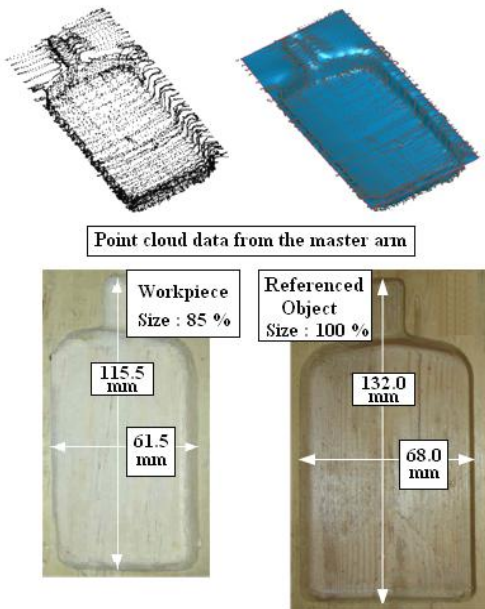 Point cloud data from the master arm
Workpiece
Size : 85 %
Referenced
Object
Size : 100 %
115.5
mm
132.0
mm
61.5
mm
68.0
mm